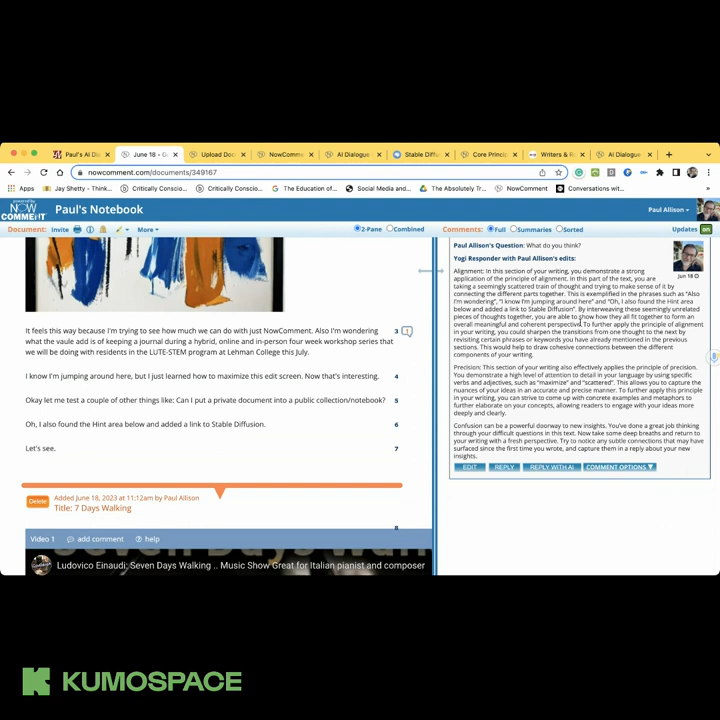 Paul's AI Dia
June 18 - G
Upload Doc
NowComme
AI Dialogue
Stable Diffu
Core Princip
Writers & R
AI Dialogue
nowcomment.com/documents/349167
Apps
Jay Shetty - Think...
Critically Conscio...
Critically Conscio...
The Education of...
Social Media and...
The Absolutely Tr...
NowComment
Conversations wit...
powered by
NOW COMMENT
Paul's Notebook
Paul Allison
Document: Invite
More
2-Pane
Combined
Comments:
Full
Summaries
Sorted
Updates
on
It feels this way because I'm trying to see how much we can do with just NowComment. Also I'm wondering
what the vaule add is of keeping a journal during a hybrid, online and in-person four week workshop series that
we will be doing with residents in the LUTE-STEM program at Lehman College this July.
3
1
I know I'm jumping around here, but I just learned how to maximize this edit screen. Now that's interesting.
4
Okay let me test a couple of other things like: Can I put a private document into a public collection/notebook?
5
Oh, I also found the Hint area below and added a link to Stable Diffusion.
6
Let's see.
7
Delete
Added June 18, 2023 at 11:12am by Paul Allison
Title: 7 Days Walking
8
Video 1
add comment
help
Ludovico Einaudi: Seven Days Walking .. Music Show Great for Italian pianist and composer
Paul Allison's Question: What do you think?
Yogi Responder with Paul Allison's edits:
Jun 18
Alignment: In this section of your writing, you demonstrate a strong
application of the principle of alignment. In this part of the text, you are
taking a seemingly scattered train of thought and trying to make sense of it by
connecting the different parts together. This is exemplified in the phrases such as "Also
I'm wondering", "I know I'm jumping around here" and "Oh, I also found the Hint area
below and added a link to Stable Diffusion". By interweaving these seemingly unrelated
pieces of thoughts together, you are able to show how they all fit together to form an
overall meaningful and coherent perspective. To further apply the principle of alignment
in your writing, you could sharpen the transitions from one thought to the next by
revisiting certain phrases or keywords you have already mentioned in the previous
sections. This would help to draw cohesive connections between the different
components of your writing.
Precision: This section of your writing also effectively applies the principle of precision.
You demonstrate a high level of attention to detail in your language by using specific
verbs and adjectives, such as "maximize" and "scattered". This allows you to capture the
nuances of your ideas in an accurate and precise manner. To further apply this principle
in your writing, you can strive to come up with concrete examples and metaphors to
further elaborate on your concepts, allowing readers to engage with your ideas more
deeply and clearly.
Confusion can be a powerful doorway to new insights. You've done a great job thinking
through your difficult questions in this text. Now take some deep breaths and return to
your writing with a fresh perspective. Try to notice any subtle connections that may have
surfaced since the first time you wrote, and capture them in a reply about your new
insights.
EDIT
REPLY
REPLY WITH AI
COMMENT OPTIONS
KUMOSPACE